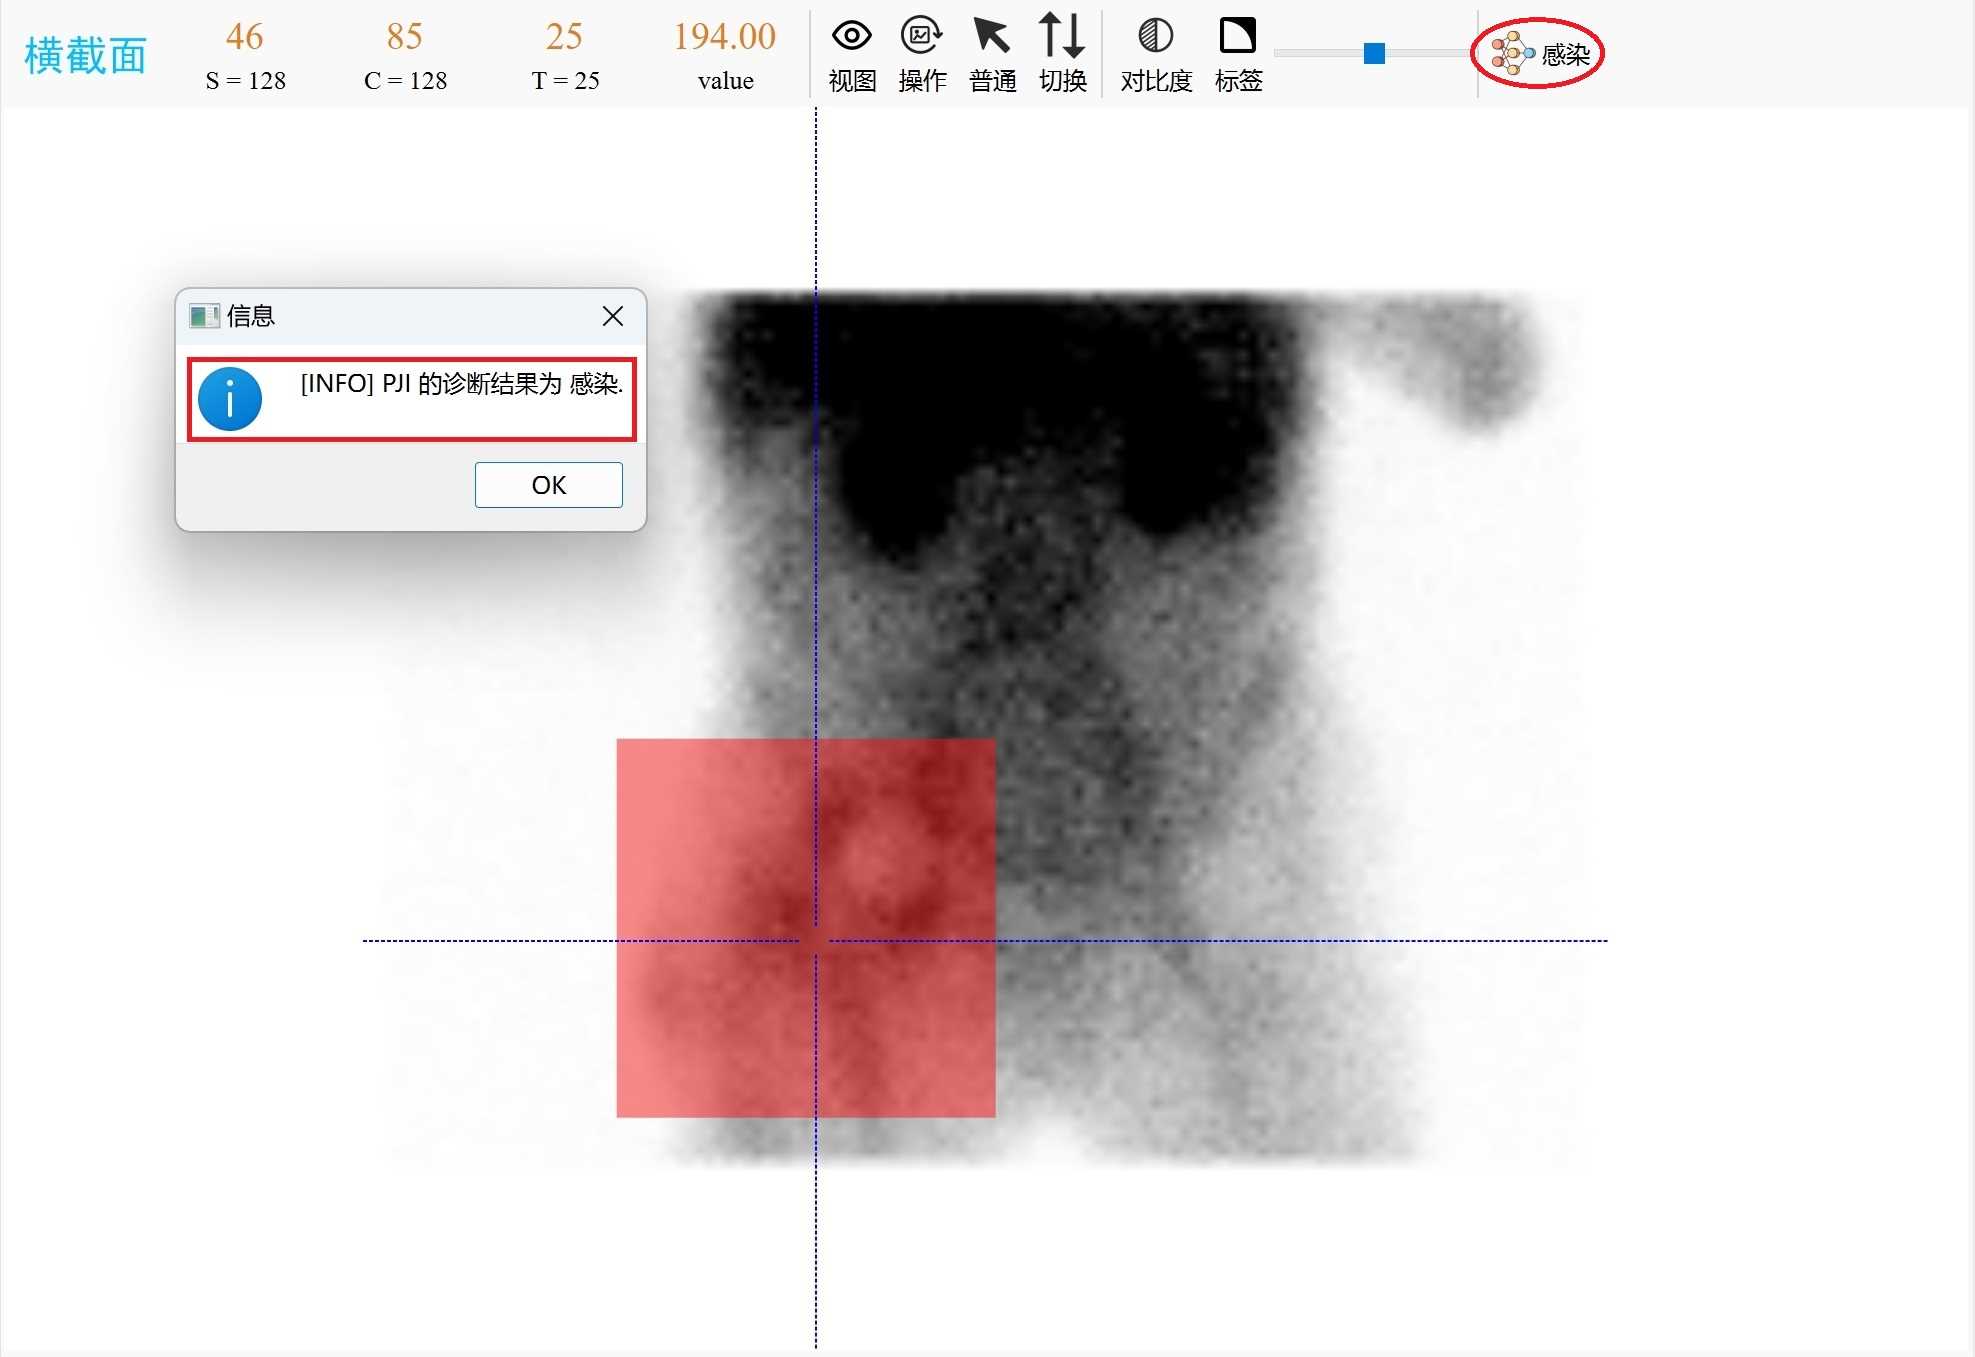 横截面
46 85 25 194.00
S = 128 C = 128 T = 25 value
视图 操作 普通 切换 对比度 标签 感染
信息
[INFO] PJI 的诊断结果为 感染.
OK